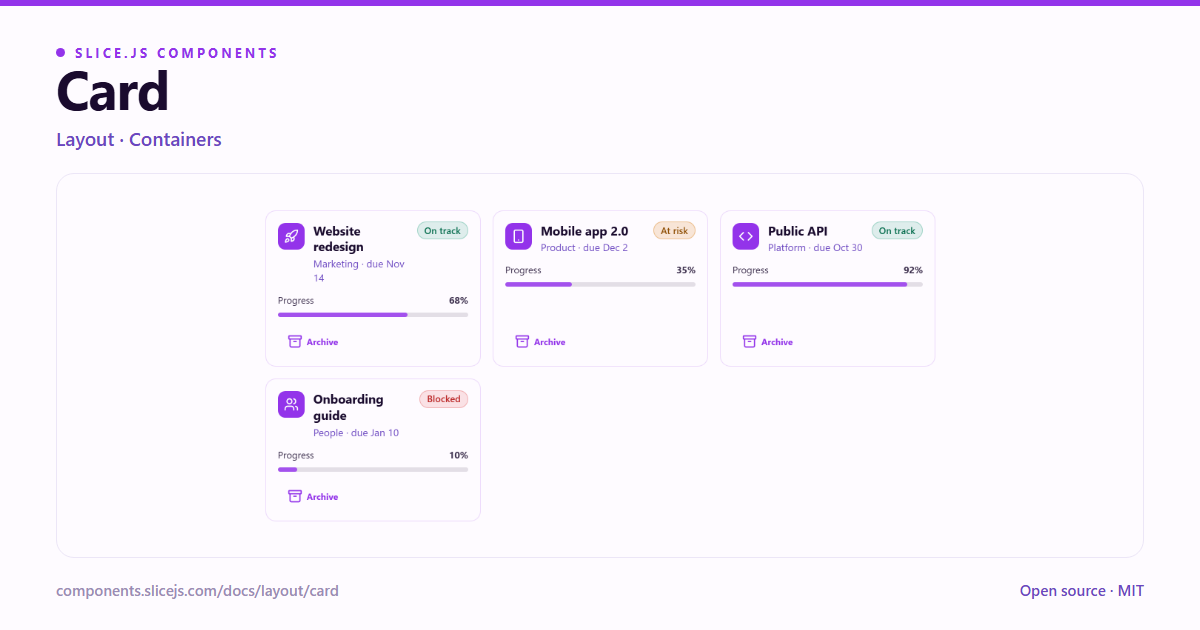 SLICE.JS COMPONENTS
Card
Layout · Containers
Website
redesign
On track
Marketing · due Nov
14
Progress
68%
Archive
Mobile app 2.0
At risk
Product · due Dec 2
Progress
35%
Archive
Public API
On track
Platform · due Oct 30
Progress
92%
Archive
Onboarding
guide
Blocked
People · due Jan 10
Progress
10%
Archive
components.slicejs.com/docs/layout/card
Open source · MIT